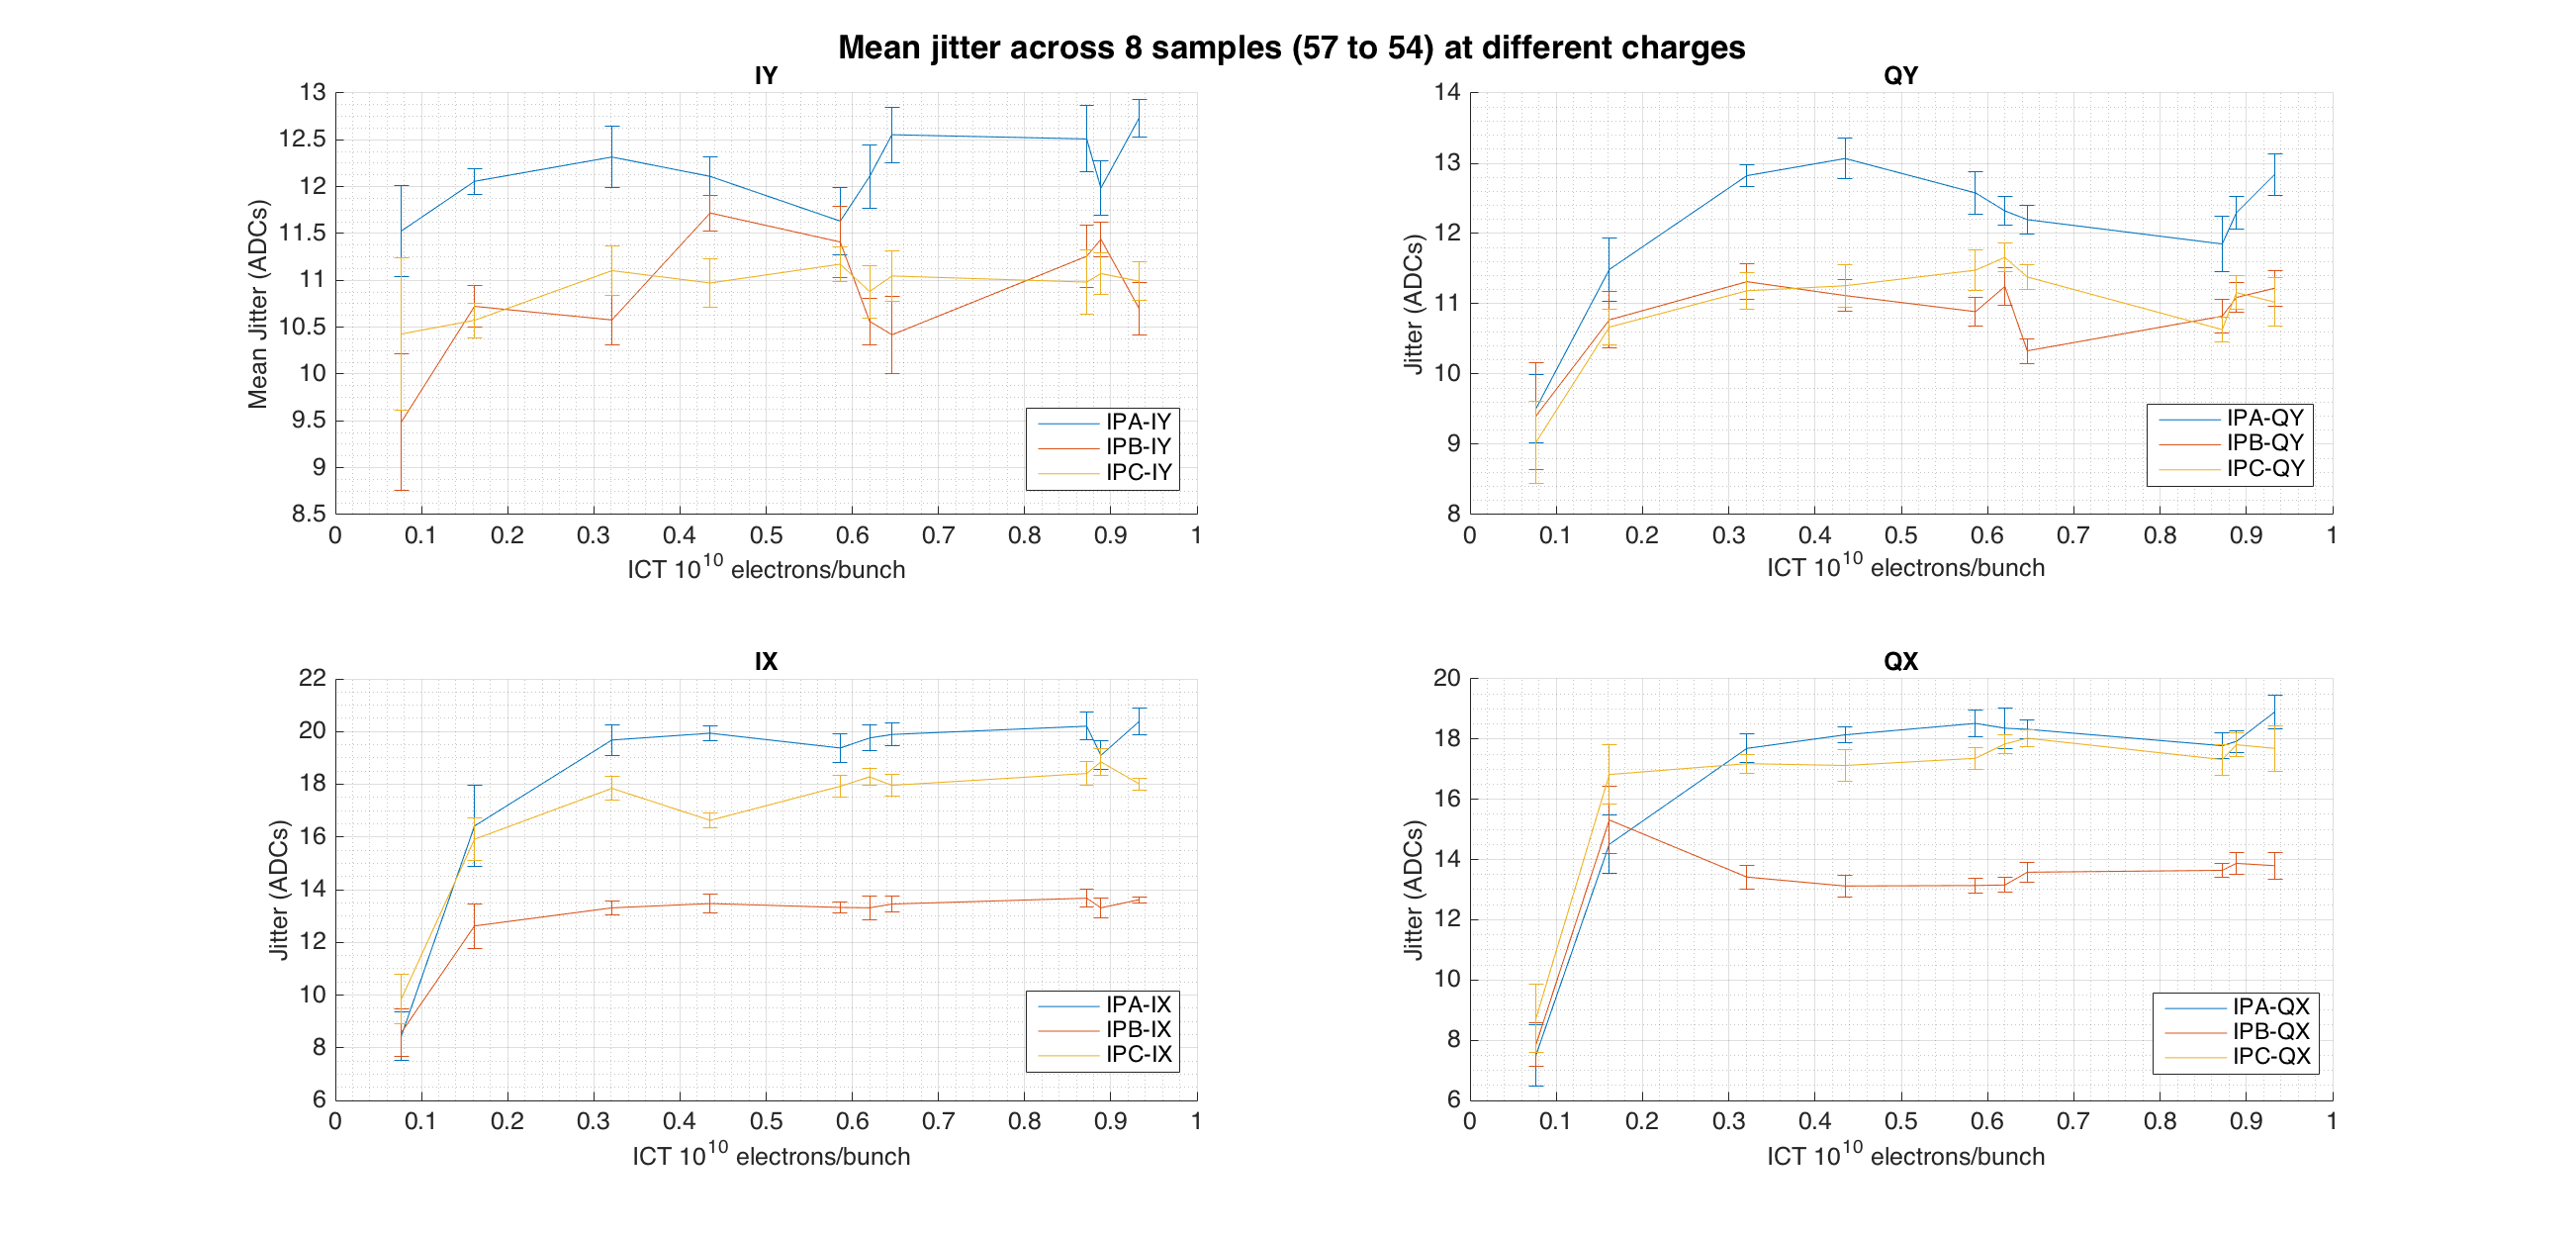 Mean jitter across 8 samples (57 to 54) at different charges
IY
13
12.5
12
11.5
11
10.5
10
9.5
9
8.5
Mean Jitter (ADCs)
0 0.1 0.2 0.3 0.4 0.5 0.6 0.7 0.8 0.9 1
ICT 10^10 electrons/bunch
IPA-IY
IPB-IY
IPC-IY
QY
14
13
12
11
10
9
8
Jitter (ADCs)
0 0.1 0.2 0.3 0.4 0.5 0.6 0.7 0.8 0.9 1
ICT 10^10 electrons/bunch
IPA-QY
IPB-QY
IPC-QY
IX
22
20
18
16
14
12
10
8
6
Jitter (ADCs)
0 0.1 0.2 0.3 0.4 0.5 0.6 0.7 0.8 0.9 1
ICT 10^10 electrons/bunch
IPA-IX
IPB-IX
IPC-IX
QX
20
18
16
14
12
10
8
6
Jitter (ADCs)
0 0.1 0.2 0.3 0.4 0.5 0.6 0.7 0.8 0.9 1
ICT 10^10 electrons/bunch
IPA-QX
IPB-QX
IPC-QX